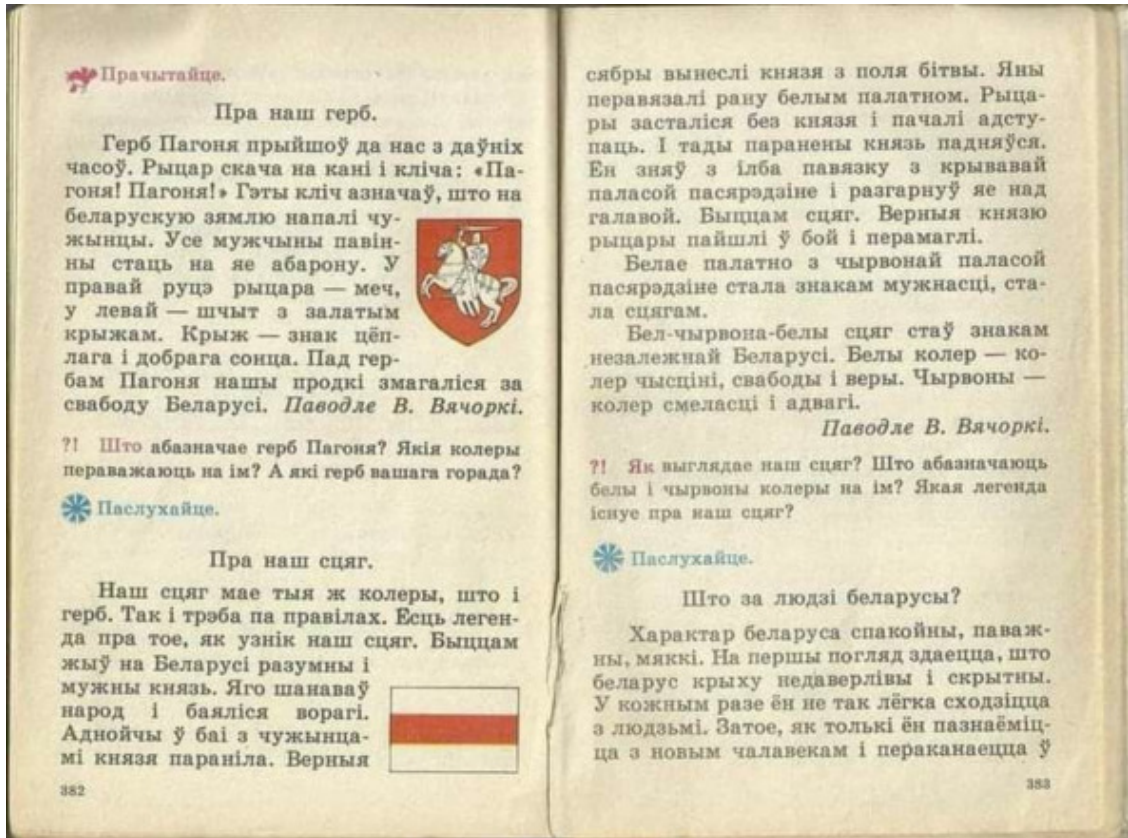 Прачытайце.
Пра наш герб.
Герб Пагоня прыйшоў да нас з даўніх
часоў. Рыцар скача на кані і кліча: «Па-
гоня! Пагоня!» Гэты кліч азначаў, што на
беларускую зямлю напалі чу-
жынцы. Усе мужчыны павін-
ны стаць на яе абарону. У
правай руцэ рыцара — меч,
у левай — шчыт з залатым
крыжам. Крыж — знак цёп-
лага і добрага сонца. Пад гер-
бам Пагоня нашы продкі змагаліся за
свабоду Беларусі. Паводле В. Вячоркі.
?! Што абазначае герб Пагоня? Якія колеры
пераважаюць на ім? А які герб вашага горада?
Паслухайце.
Пра наш сцяг.
Наш сцяг мае тыя ж колеры, што і
герб. Так і трэба па правілах. Ёсць леген-
да пра тое, як узнік наш сцяг. Быццам
жыў на Беларусі разумны і
мужны князь. Яго шанаваў
народ і баяліся ворагі.
Аднойчы ў баі з чужынца-
мі князя параніла. Верныя
382
сябры вынеслі князя з поля бітвы. Яны
перавязалі рану белым палатном. Рыца-
ры засталіся без князя і пачалі адсту-
паць. І тады паранены князь падняўся.
Ён зняў з ілба павязку з крывавай
паласой пасярэдзіне і разгарнуў яе над
галавой. Быццам сцяг. Верныя князю
рыцары пайшлі ў бой і перамаглі.
Белае палатно з чырвонай паласой
пасярэдзіне стала знакам мужнасці, ста-
ла сцягам.
Бел-чырвона-белы сцяг стаў знакам
незалежнай Беларусі. Белы колер — ко-
лер чысціні, свабоды і веры. Чырвоны —
колер смеласці і адвагі.
Паводле В. Вячоркі.
?! Як выглядае наш сцяг? Што абазначаюць
белы і чырвоны колеры на ім? Якая легенда
існуе пра наш сцяг?
Паслухайце.
Што за людзі беларусы?
Характар беларуса спакойны, паваж-
ны, мяккі. На першы погляд здаецца, што
беларус крыху недаверлівы і скрытны.
У кожным разе ён не так лёгка сходзіцца
з людзьмі. Затое, як толькі ён пазнаёміц-
ца з новым чалавекам і пераканаецца ў
383